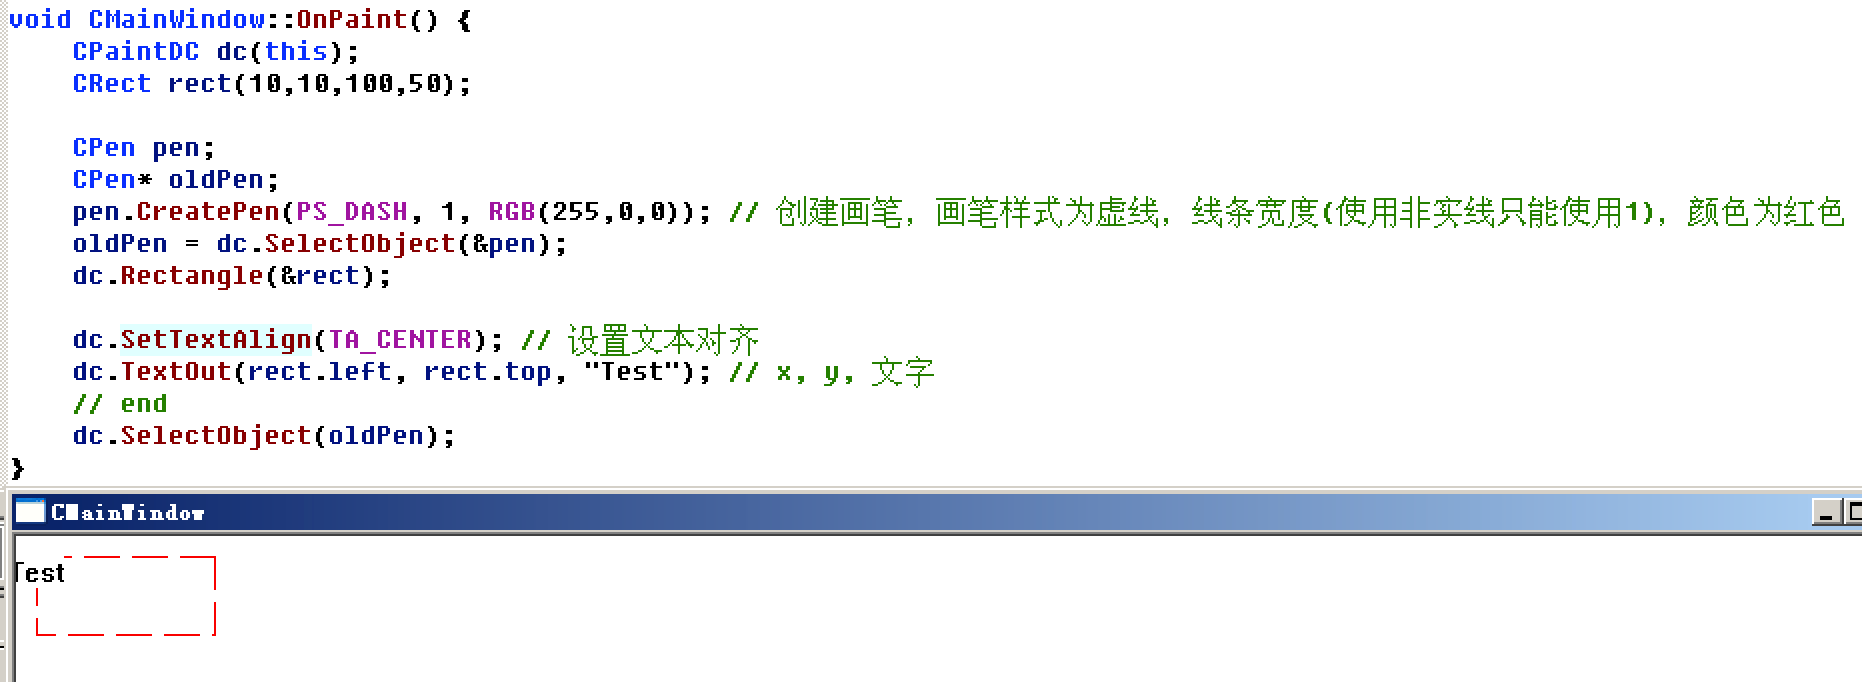 void CMainWindow::OnPaint() {
    CPaintDC dc(this);
    CRect rect(10,10,100,50);
    CPen pen;
    CPen* oldPen;
    pen.CreatePen(PS_DASH, 1, RGB(255,0,0)); // 创建画笔，画笔样式为虚线，线条宽度(使用非实线只能使用1)，颜色为红色
    oldPen = dc.SelectObject(&pen);
    dc.Rectangle(&rect);
    dc.SetTextAlign(TA_CENTER); // 设置文本对齐
    dc.TextOut(rect.left, rect.top, "Test"); // x, y, 文字
    // end
    dc.SelectObject(oldPen);
}
CMainWindow
Test